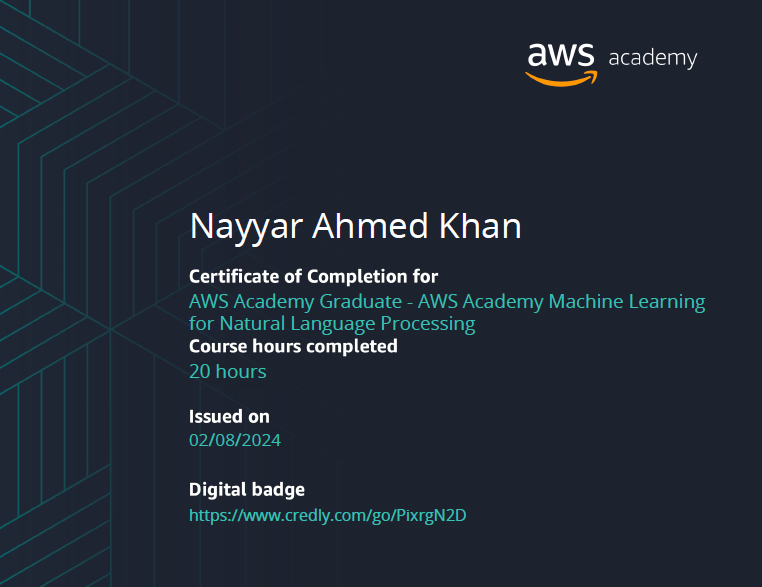 aws academy
Nayyar Ahmed Khan
Certificate of Completion for
AWS Academy Graduate - AWS Academy Machine Learning
for Natural Language Processing
Course hours completed
20 hours
Issued on
02/08/2024
Digital badge
https://www.credly.com/go/PixrgN2D